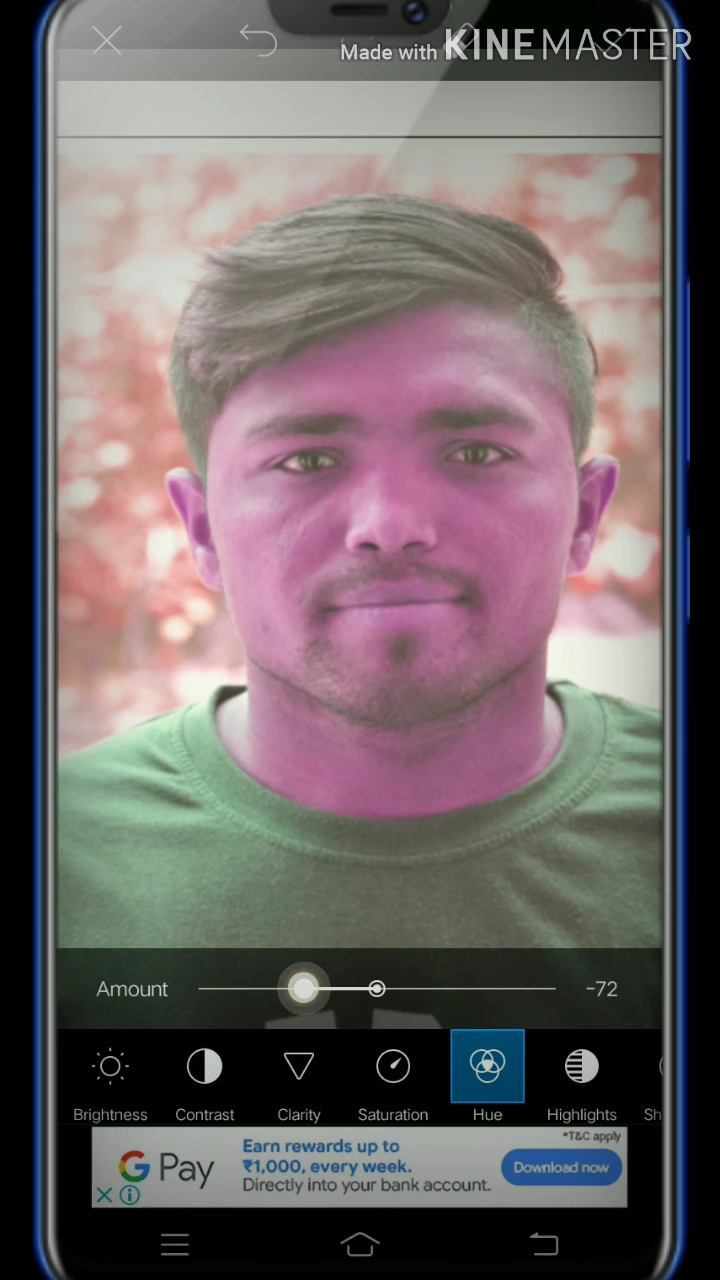 Made with KINEMASTER
Amount
-72
Brightness
Contrast
Clarity
Saturation
Hue
Highlights
Sh
*T&C apply
G Pay
Earn rewards up to
₹1,000, every week.
Directly into your bank account.
Download now